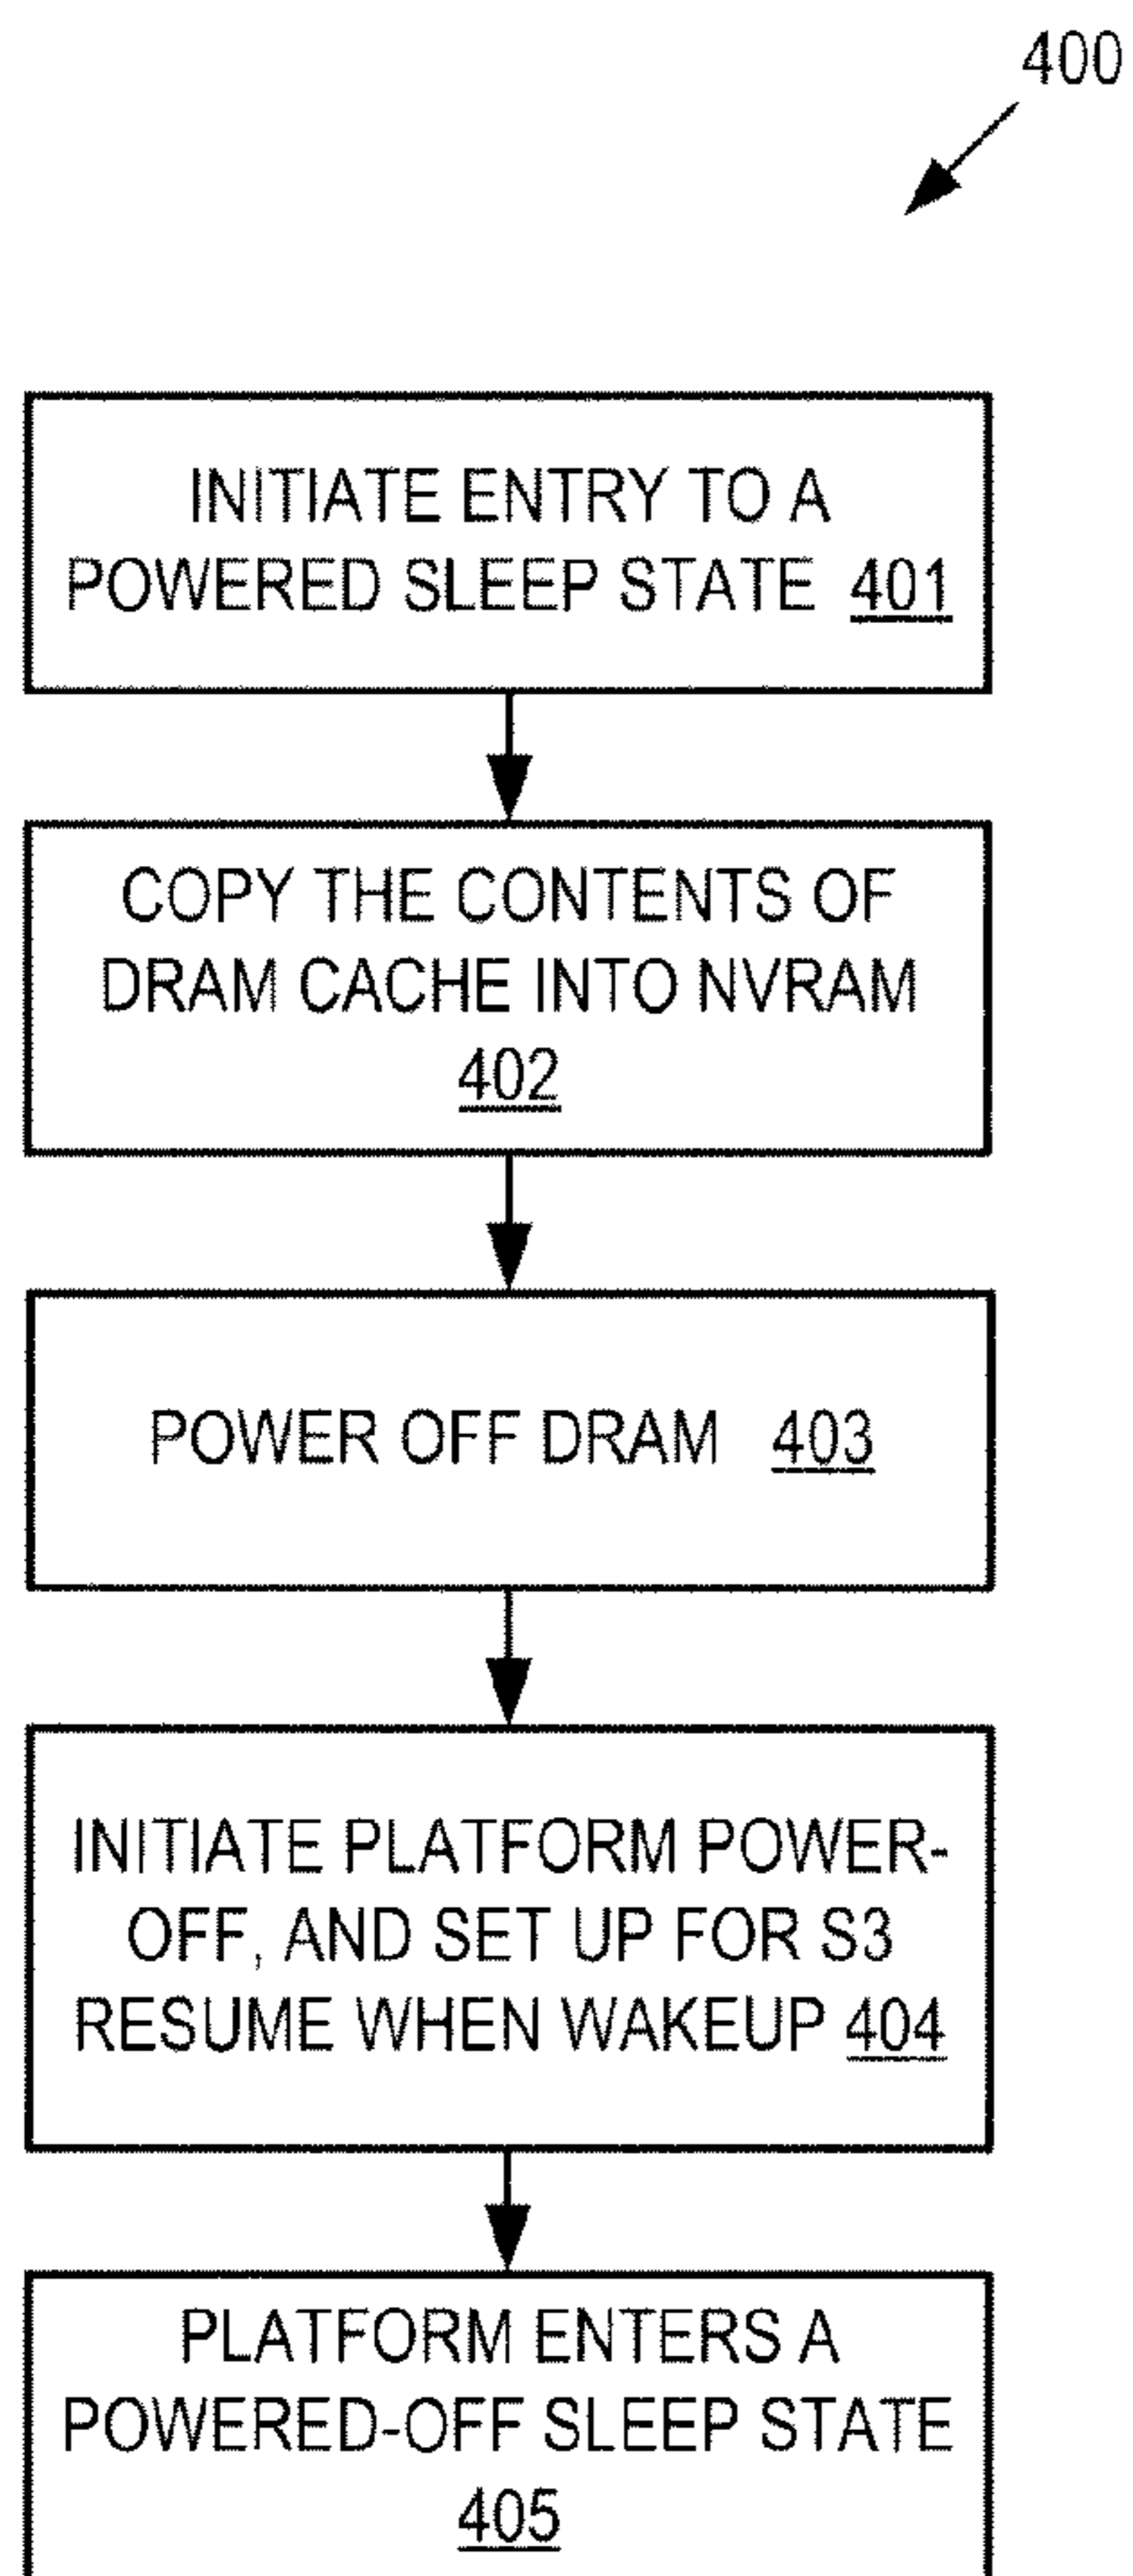 400
INITIATE ENTRY TO A
POWERED SLEEP STATE 401
COPY THE CONTENTS OF
DRAM CACHE INTO NVRAM
402
POWER OFF DRAM 403
INITIATE PLATFORM POWER-
OFF, AND SET UP FOR S3
RESUME WHEN WAKEUP 404
PLATFORM ENTERS A
POWERED-OFF SLEEP STATE
405